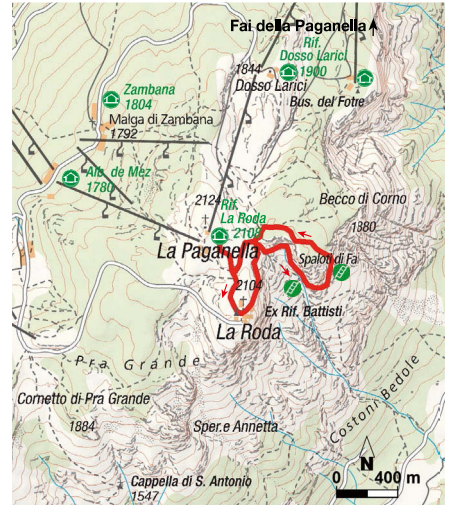 Fai della Paganella
Rif.
Dosso Larici
1900
1844
Dosso Larici
Bus. del Fotre
Zambana
1804
Malga di Zambana
1792
Alb. de Mez
1780
Becco di Corno
1880
2124
Rif.
La Roda
2108
La Paganella
Spaloti di Fa
2104
Ex Rif. Battisti
La Roda
Pra Grande
Costoni Bedole
Cornetto di Pra Grande
1884
Sper. e Annetta
Cappella di S. Antonio
1547
N
0 400 m